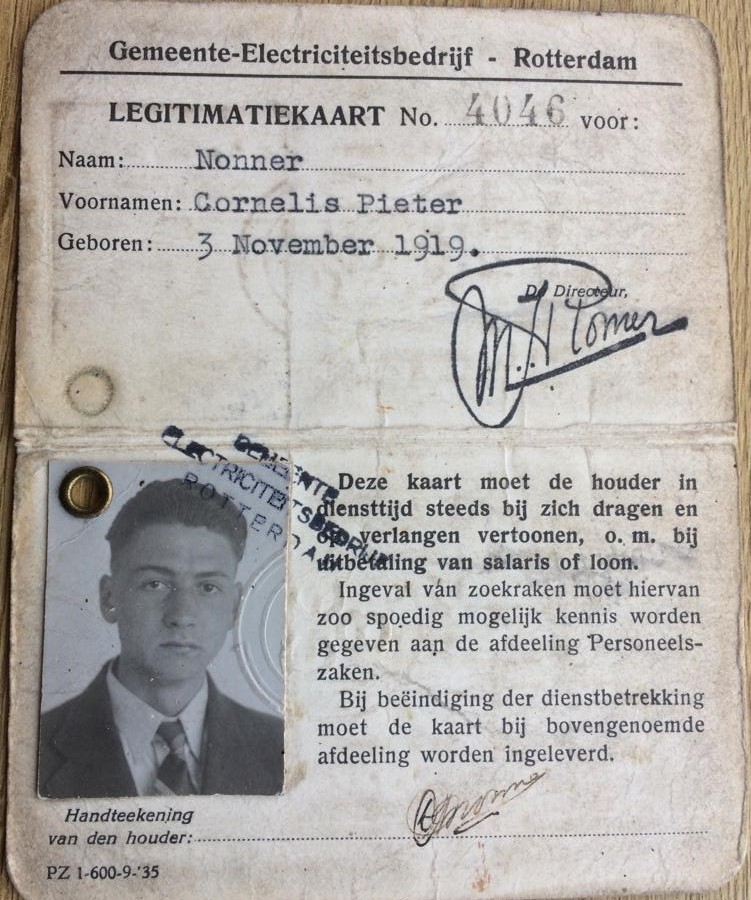 Gemeente-Electriciteitsbedrijf - Rotterdam
LEGITIMATIEKAART No. 4046 voor:
Naam: Nonner
Voornamen: Cornelis Pieter
Geboren: 3 November 1919.
De Directeur,
GEMEENTE
ELECTRICITEITSBEDRIJF
ROTTERDAM
Deze kaart moet de houder in
diensttijd steeds bij zich dragen en
op verlangen vertoonen, o. m. bij
uitbetaling van salaris of loon.
Ingeval van zoekraken moet hiervan
zoo spoedig mogelijk kennis worden
gegeven aan de afdeeling Personeels-
zaken.
Bij beëindiging der dienstbetrekking
moet de kaart bij bovengenoemde
afdeeling worden ingeleverd.
Handteekening
van den houder:
PZ 1-600-9-'35